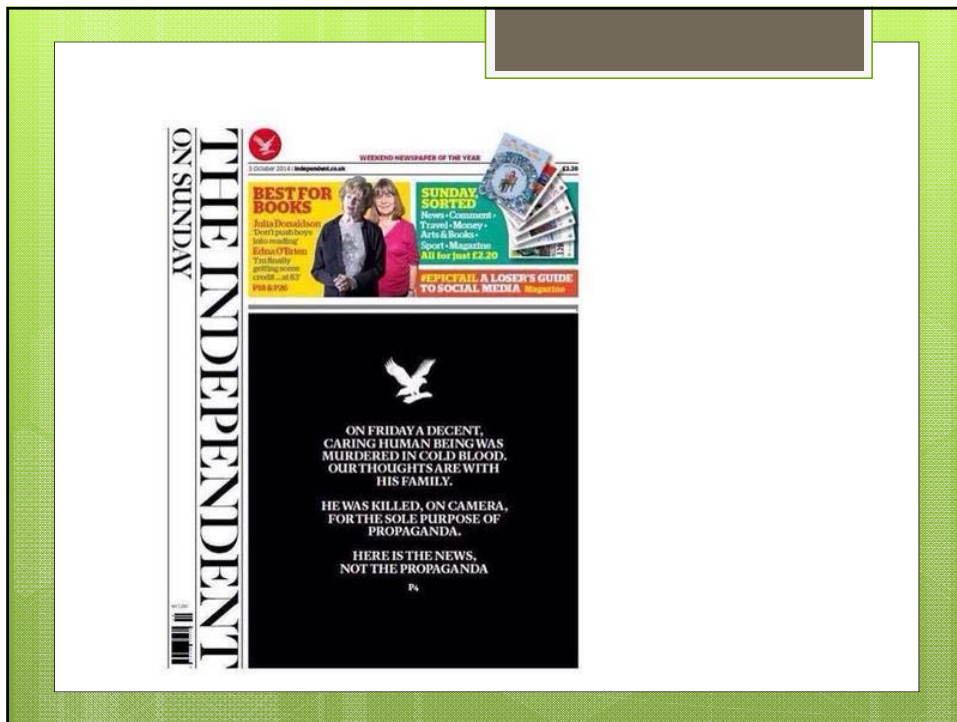 THE INDEPENDENT
ON SUNDAY
WEEKEND NEWSPAPER OF THE YEAR
5 October 2014 | independent.co.uk
£2.20
BEST FOR
BOOKS
Julia Donaldson
'Don't push boys
into reading'
Edna O'Brien
'I'm finally
getting some
credit ... at 83'
P18 & P26
SUNDAY,
SORTED
News • Comment •
Travel • Money •
Arts & Books •
Sport • Magazine
All for just £2.20
#EPICFAIL A LOSER'S GUIDE
TO SOCIAL MEDIA Magazine
ON FRIDAY A DECENT,
CARING HUMAN BEING WAS
MURDERED IN COLD BLOOD.
OUR THOUGHTS ARE WITH
HIS FAMILY.
HE WAS KILLED, ON CAMERA,
FOR THE SOLE PURPOSE OF
PROPAGANDA.
HERE IS THE NEWS,
NOT THE PROPAGANDA
P4